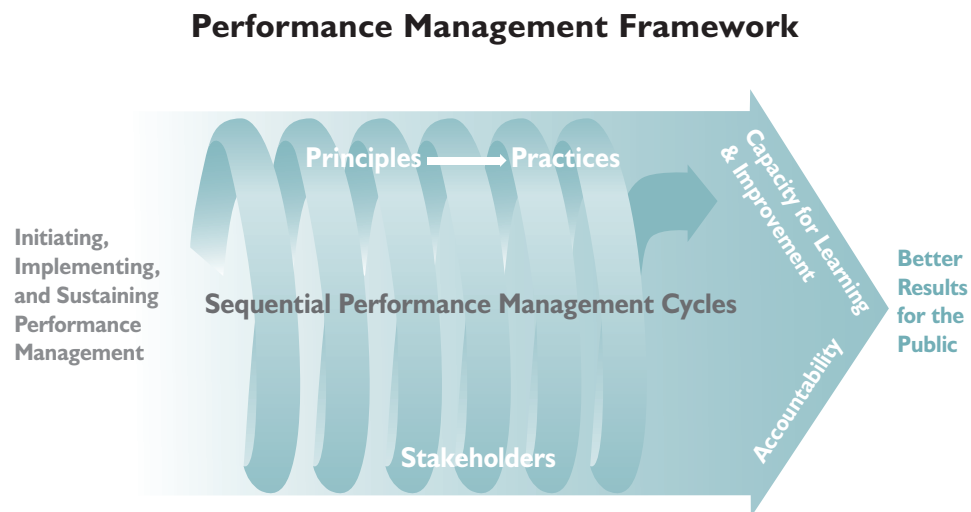 Performance Management Framework
Principles
Practices
Capacity for Learning
& Improvement
Initiating,
Implementing,
and Sustaining
Performance
Management
Sequential Performance Management Cycles
Better
Results
for the
Public
Accountability
Stakeholders